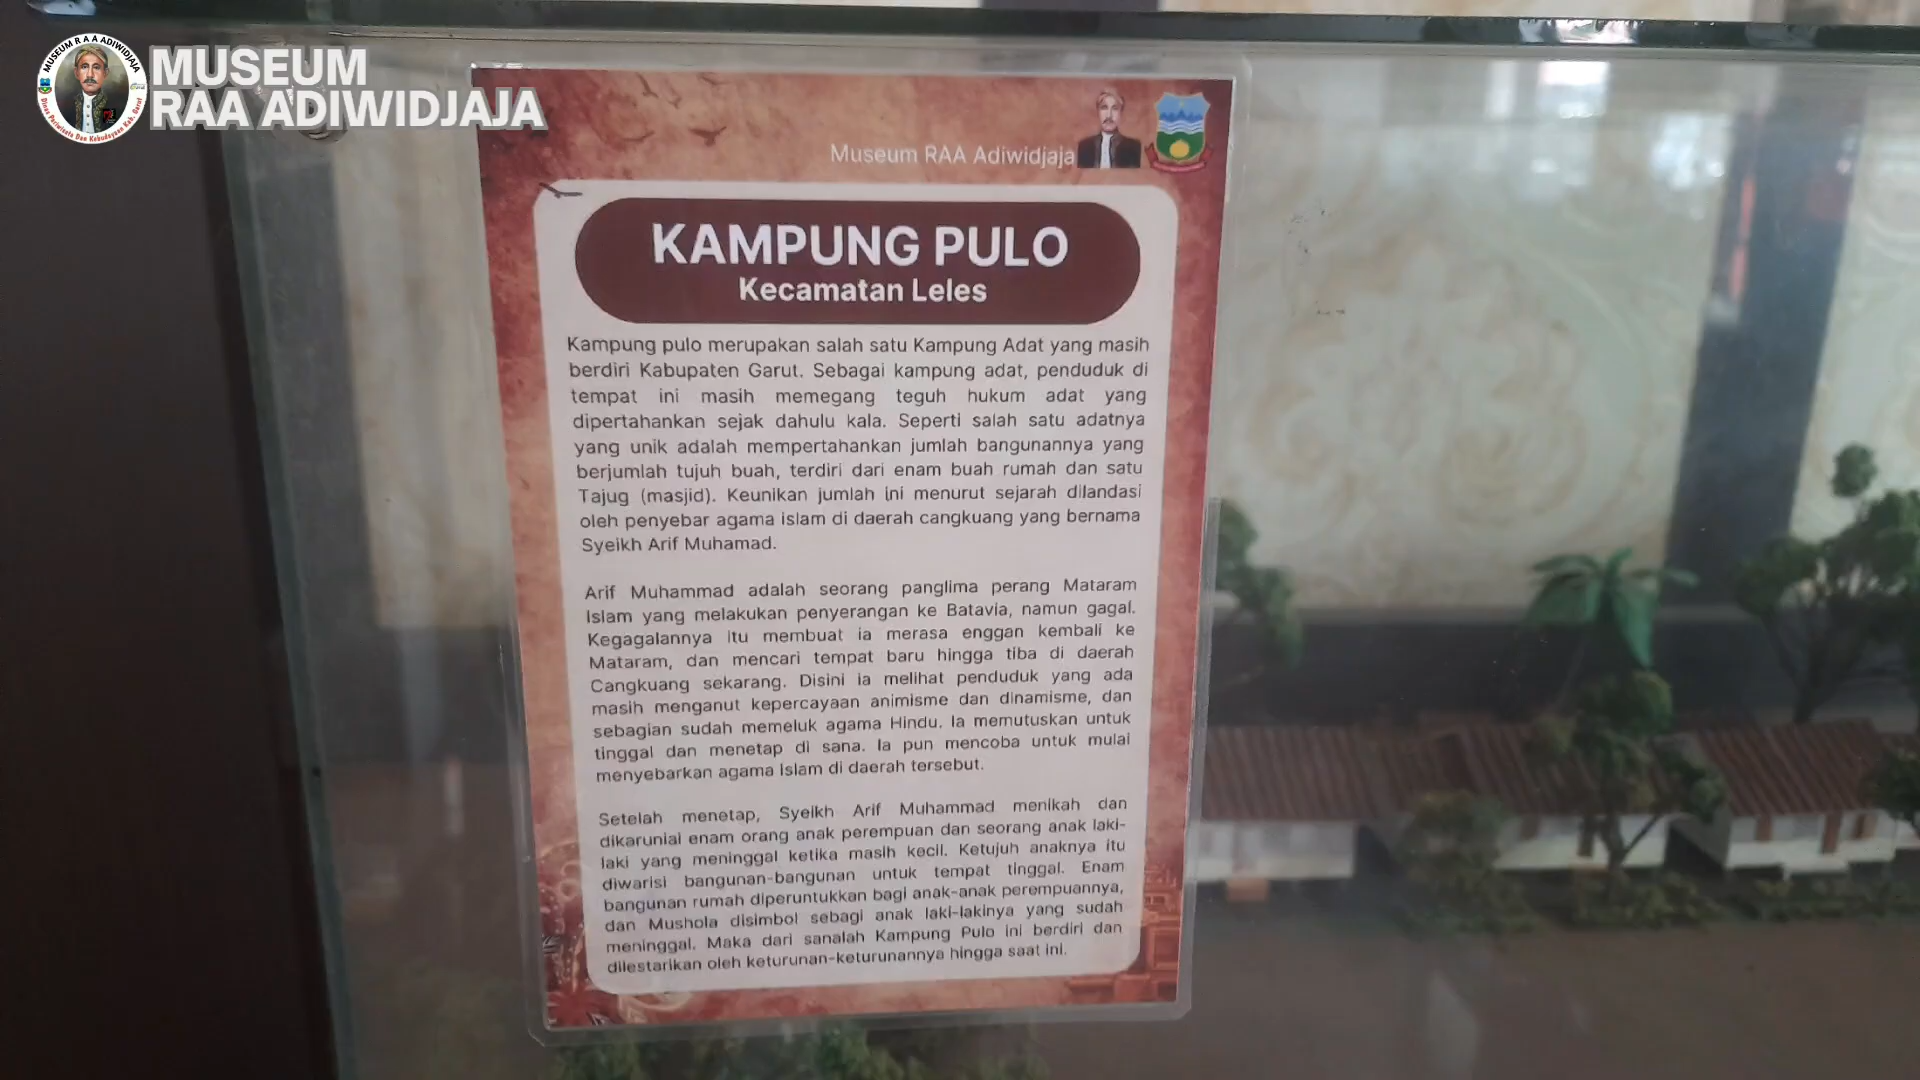 MUSEUM R A A ADIWIDJAJA
Dinas Pariwisata Dan Kebudayaan Kab. Garut
MUSEUM
RAA ADIWIDJAJA
Museum RAA Adiwidjaja
KAMPUNG PULO
Kecamatan Leles
Kampung pulo merupakan salah satu Kampung Adat yang masih
berdiri Kabupaten Garut. Sebagai kampung adat, penduduk di
tempat ini masih memegang teguh hukum adat yang
dipertahankan sejak dahulu kala. Seperti salah satu adatnya
yang unik adalah mempertahankan jumlah bangunannya yang
berjumlah tujuh buah, terdiri dari enam buah rumah dan satu
Tajug (masjid). Keunikan jumlah ini menurut sejarah dilandasi
oleh penyebar agama islam di daerah cangkuang yang bernama
Syeikh Arif Muhamad.
Arif Muhammad adalah seorang panglima perang Mataram
Islam yang melakukan penyerangan ke Batavia, namun gagal.
Kegagalannya itu membuat ia merasa enggan kembali ke
Mataram, dan mencari tempat baru hingga tiba di daerah
Cangkuang sekarang. Disini ia melihat penduduk yang ada
masih menganut kepercayaan animisme dan dinamisme, dan
sebagian sudah memeluk agama Hindu. Ia memutuskan untuk
tinggal dan menetap di sana. Ia pun mencoba untuk mulai
menyebarkan agama Islam di daerah tersebut.
Setelah menetap, Syeikh Arif Muhammad menikah dan
dikaruniai enam orang anak perempuan dan seorang anak laki-
laki yang meninggal ketika masih kecil. Ketujuh anaknya itu
diwarisi bangunan-bangunan untuk tempat tinggal. Enam
bangunan rumah diperuntukkan bagi anak-anak perempuannya,
dan Mushola disimbol sebagi anak laki-lakinya yang sudah
meninggal. Maka dari sanalah Kampung Pulo ini berdiri dan
dilestarikan oleh keturunan-keturunannya hingga saat ini.